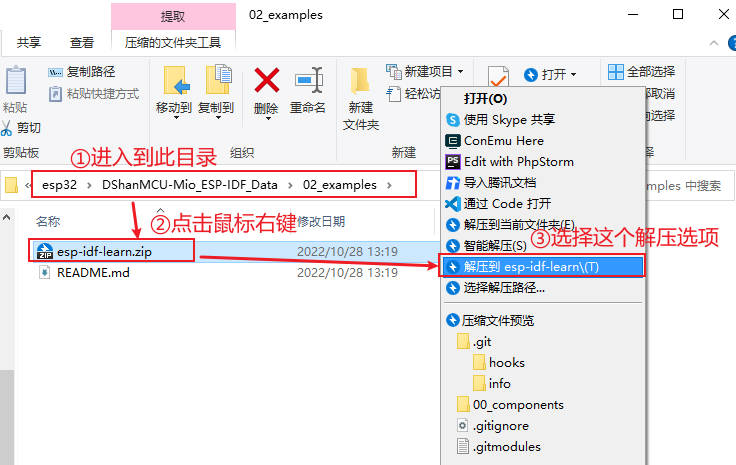 提取
02_examples
共享
查看
压缩的文件夹工具
粘贴
复制路径
粘贴快捷方式
剪切
剪贴板
移动到
复制到
删除
重命名
组织
新建
文件夹
新建项目
轻松访
新建
打开
全部选择
部取消
向选择
①进入到此目录
esp32
DShanMCU-Mio_ESP-IDF_Data
02_examples
mples 中搜索
名称
②点击鼠标右键
修改日期
esp-idf-learn.zip
2022/10/28 13:19
README.md
2022/10/28 13:19
打开(O)
使用 Skype 共享
ConEmu Here
Edit with PhpStorm
导入腾讯文档
通过 Code 打开
解压到当前文件夹(E)
智能解压(S)
③选择这个解压选项
解压到 esp-idf-learn\(T)
选择解压路径...
压缩文件预览
.git
hooks
info
00_components
.gitignore
.gitmodules